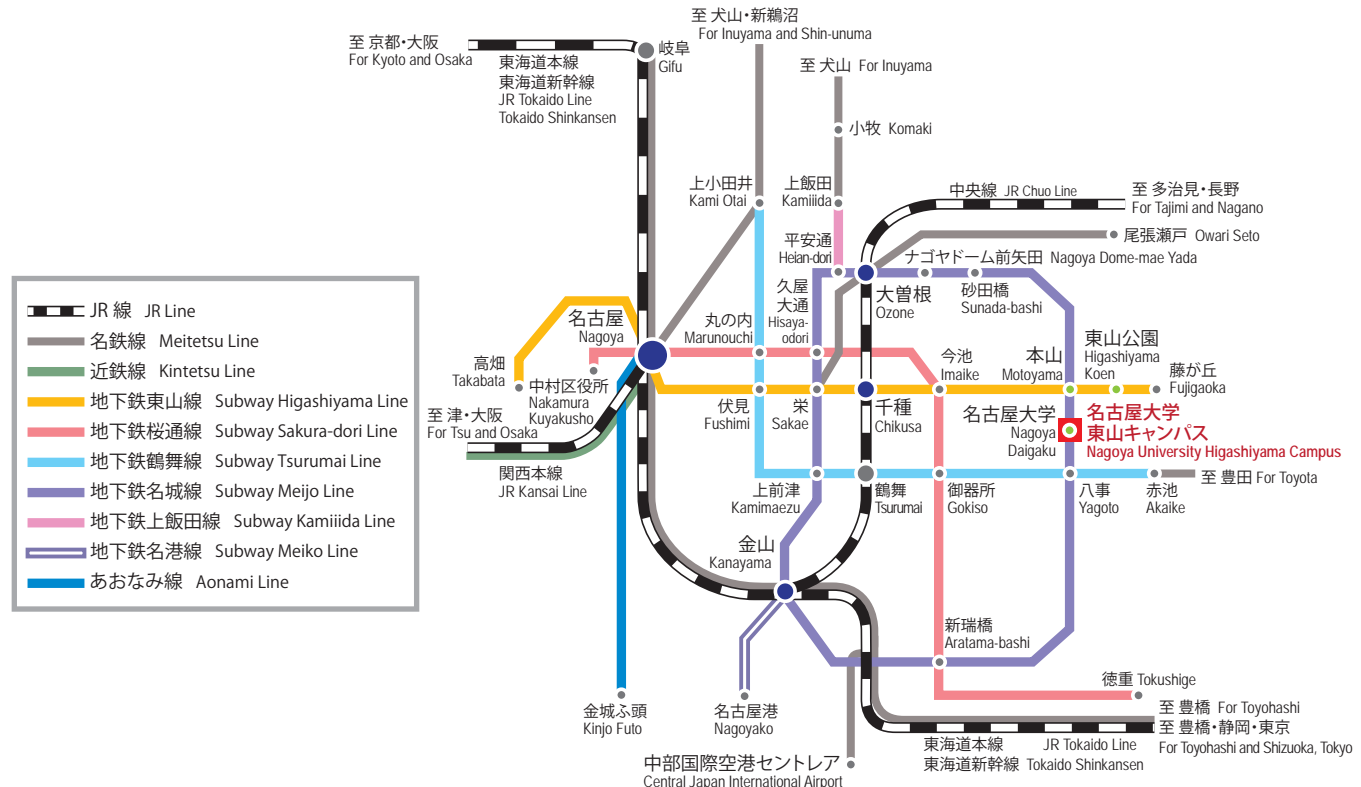 至 犬山・新鵜沼
For Inuyama and Shin-unuma
至 京都・大阪
For Kyoto and Osaka
岐阜
Gifu
東海道本線
東海道新幹線
JR Tokaido Line
Tokaido Shinkansen
至 犬山 For Inuyama
小牧 Komaki
上小田井
Kami Otai
上飯田
Kamiiida
中央線 JR Chuo Line
至 多治見・長野
For Tajimi and Nagano
尾張瀬戸 Owari Seto
平安通
Heian-dori
ナゴヤドーム前矢田 Nagoya Dome-mae Yada
大曽根
Ozone
砂田橋
Sunada-bashi
久屋
大通
Hisaya-
odori
JR 線 JR Line
名鉄線 Meitetsu Line
近鉄線 Kintetsu Line
地下鉄東山線 Subway Higashiyama Line
地下鉄桜通線 Subway Sakura-dori Line
地下鉄鶴舞線 Subway Tsurumai Line
地下鉄名城線 Subway Meijo Line
地下鉄上飯田線 Subway Kamiiida Line
地下鉄名港線 Subway Meiko Line
あおなみ線 Aonami Line
名古屋
Nagoya
丸の内
Marunouchi
高畑
Takabata
中村区役所
Nakamura
Kuyakusho
今池
Imaike
本山
Motoyama
東山公園
Higashiyama
Koen
藤が丘
Fujigaoka
至 津・大阪
For Tsu and Osaka
関西本線
JR Kansai Line
伏見
Fushimi
栄
Sakae
千種
Chikusa
名古屋大学
Nagoya
Daigaku
名古屋大学
東山キャンパス
Nagoya University Higashiyama Campus
上前津
Kamimaezu
鶴舞
Tsurumai
御器所
Gokiso
八事
Yagoto
赤池
Akaike
至 豊田 For Toyota
金山
Kanayama
新瑞橋
Aratama-bashi
徳重 Tokushige
金城ふ頭
Kinjo Futo
名古屋港
Nagoyako
至 豊橋 For Toyohashi
至 豊橋・静岡・東京
For Toyohashi and Shizuoka, Tokyo
東海道本線 JR Tokaido Line
東海道新幹線 Tokaido Shinkansen
中部国際空港セントレア
Central Japan International Airport